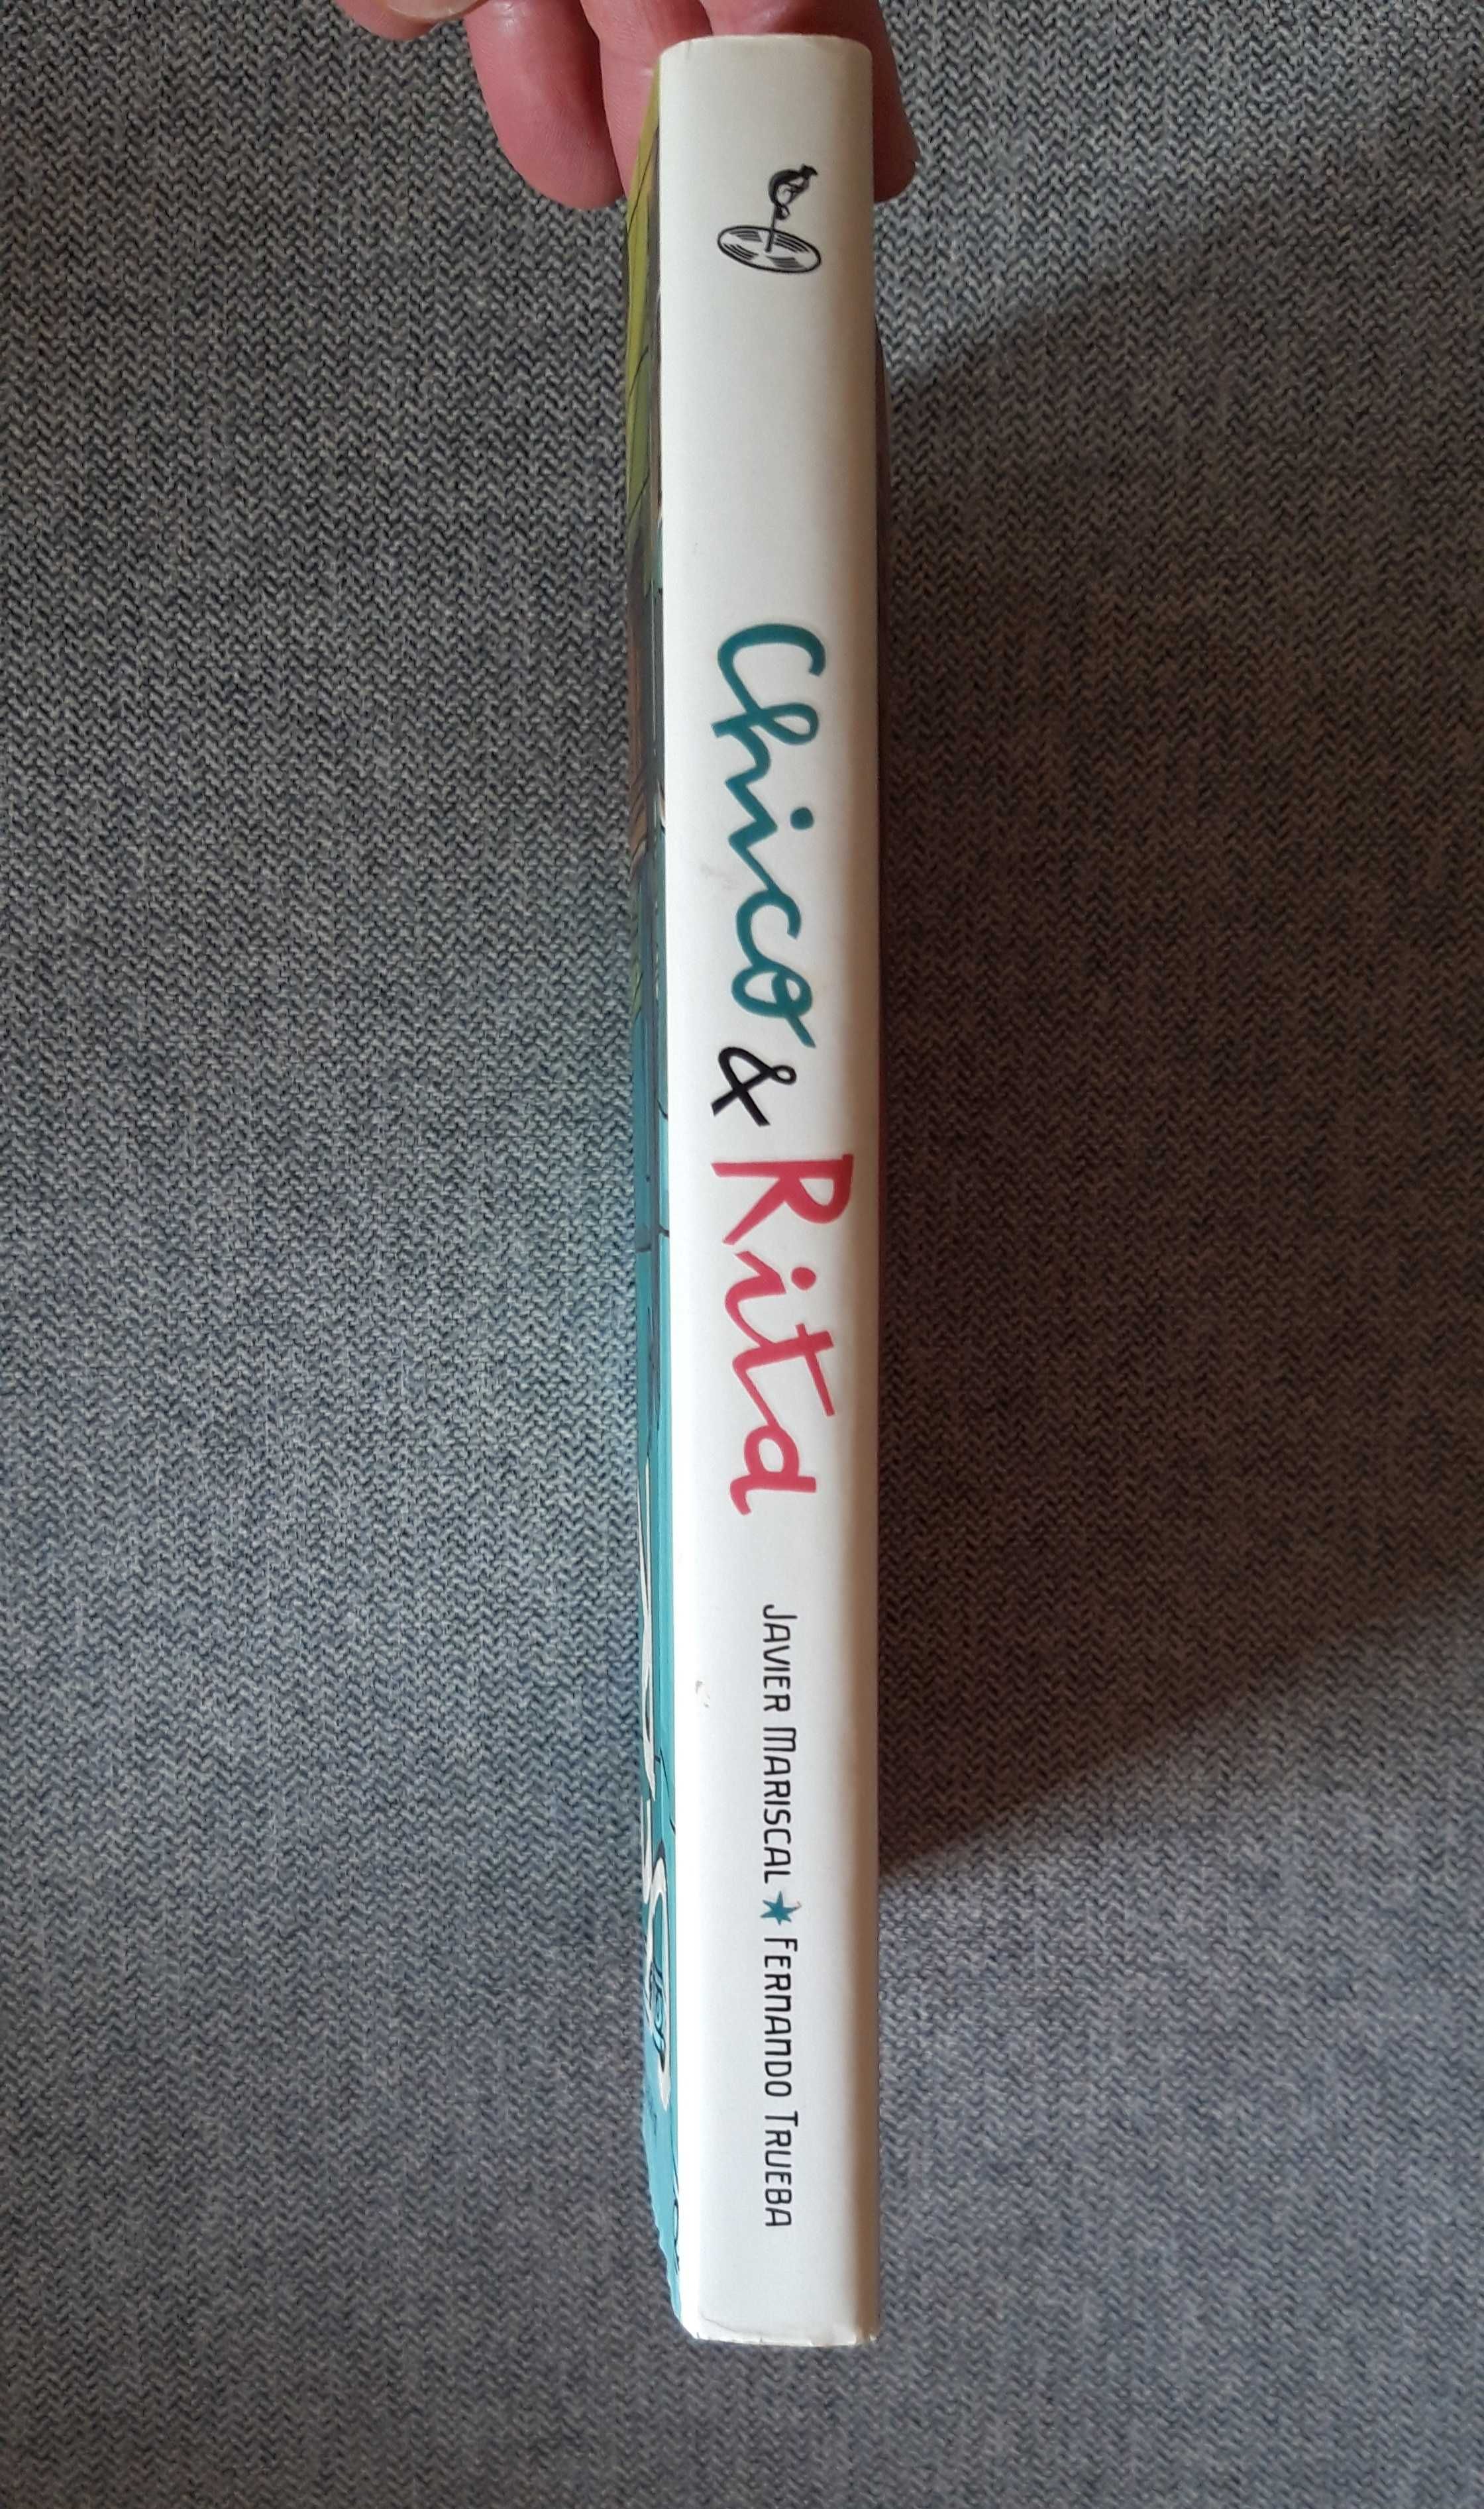 Chico & Rita
JAVIER MARISCAL ★ FERNANDO TRUEBA